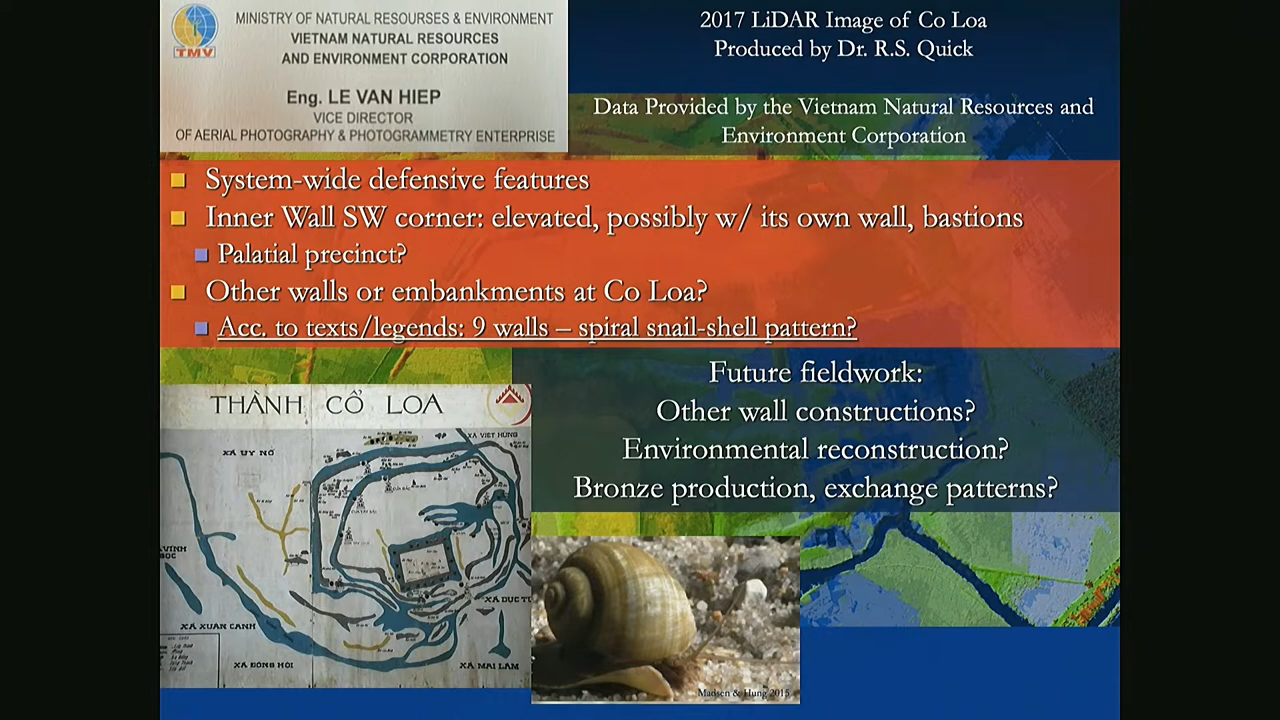 TMV
MINISTRY OF NATURAL RESOURSES & ENVIRONMENT
VIETNAM NATURAL RESOURCES
AND ENVIRONMENT CORPORATION
Eng. LE VAN HIEP
VICE DIRECTOR
OF AERIAL PHOTOGRAPHY & PHOTOGRAMMETRY ENTERPRISE
2017 LiDAR Image of Co Loa
Produced by Dr. R.S. Quick
Data Provided by the Vietnam Natural Resources and
Environment Corporation
System-wide defensive features
Inner Wall SW corner: elevated, possibly w/ its own wall, bastions
Palatial precinct?
Other walls or embankments at Co Loa?
Acc. to texts/legends: 9 walls – spiral snail-shell pattern?
Future fieldwork:
Other wall constructions?
Environmental reconstruction?
Bronze production, exchange patterns?
THÀNH CỔ LOA
XÃ VIỆT HÙNG
XÃ UY NỖ
XÃ XUÂN CANH
XÃ ĐÔNG HỘI
XÃ MAI LÂM
Madsen & Hung 2015